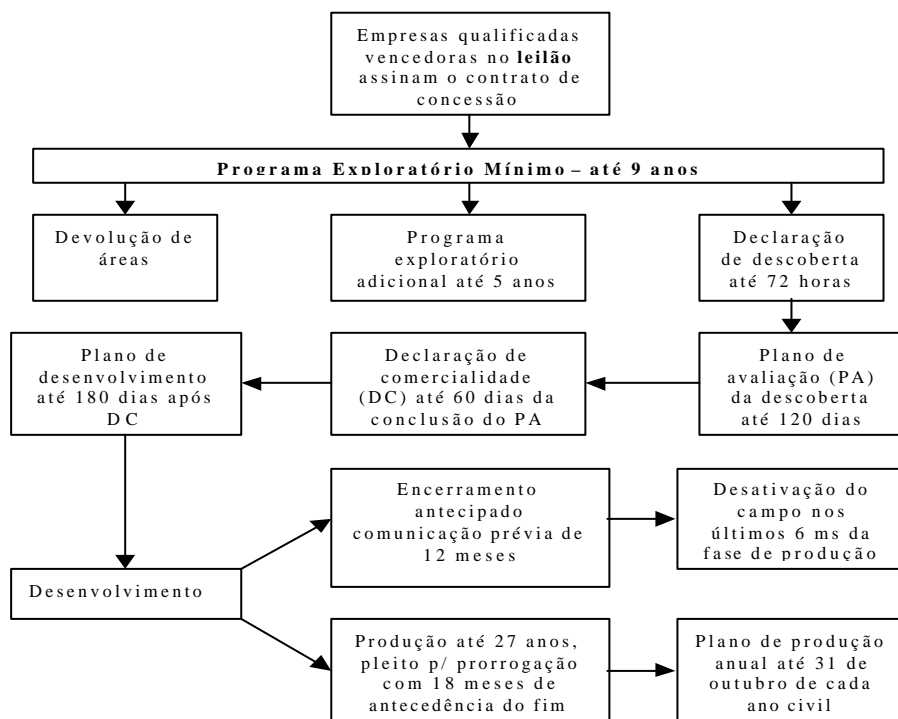 Empresas qualificadas
vencedoras no leilão
assinam o contrato de
concessão
Programa Exploratório Mínimo – até 9 anos
Devolução de
áreas
Programa
exploratório
adicional até 5 anos
Declaração
de descoberta
até 72 horas
Plano de
desenvolvimento
até 180 dias após
DC
Declaração de
comercialidade
(DC) até 60 dias da
conclusão do PA
Plano de
avaliação (PA)
da descoberta
até 120 dias
Encerramento
antecipado
comunicação prévia de
12 meses
Desativação do
campo nos
últimos 6 ms da
fase de produção
Desenvolvimento
Produção até 27 anos,
pleito p/ prorrogação
com 18 meses de
antecedência do fim
Plano de produção
anual até 31 de
outubro de cada
ano civil